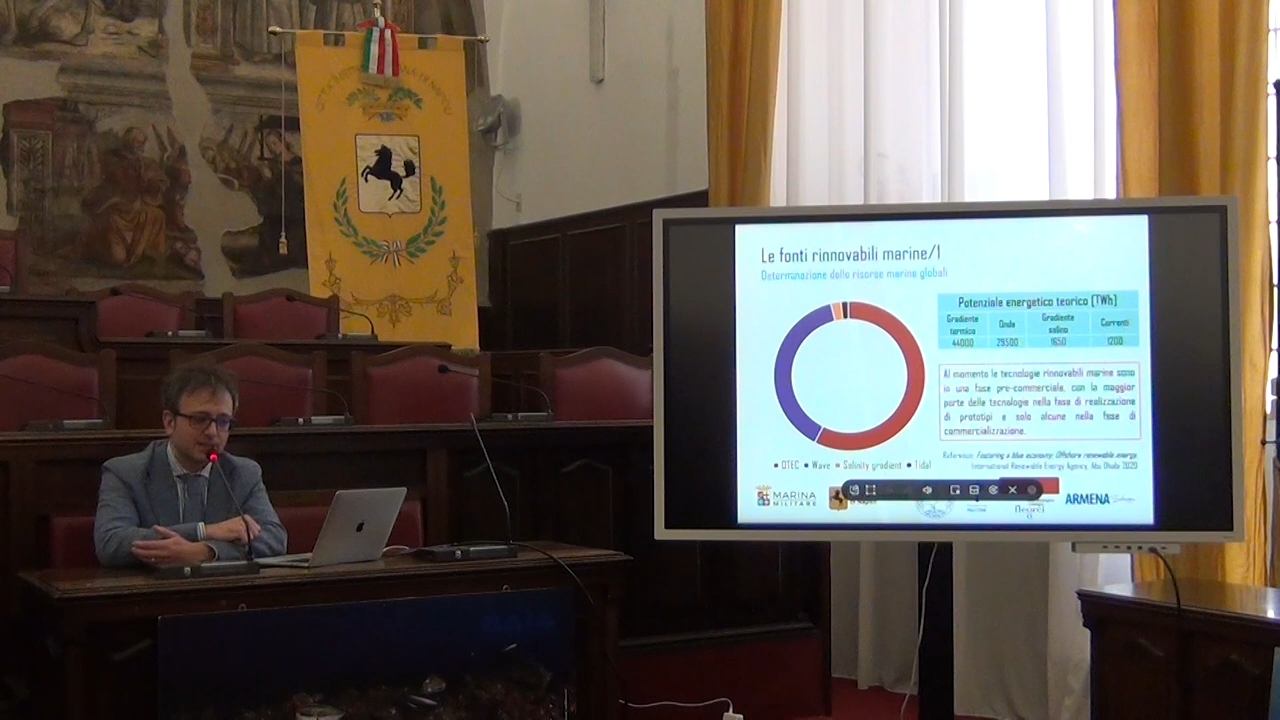 Le fonti rinnovabili marine/1
Determinazione delle risorse marine globali
Potenziale energetico teorico [TWh]
Gradiente termico Onda Gradiente salino Correnti
44000 29500 1650 1200
Al momento le tecnologie rinnovabili marine sono
in una fase pre-commerciale, con la maggior
parte delle tecnologie nella fase di realizzazione
di prototipi e solo alcune nella fase di
commercializzazione.
OTEC Wave Salinity gradient Tidal
Reference: Fostering a blue economy: Offshore renewable energy,
International Renewable Energy Agency, Abu Dhabi 2020
MARINA
MILITARE
ARMENA